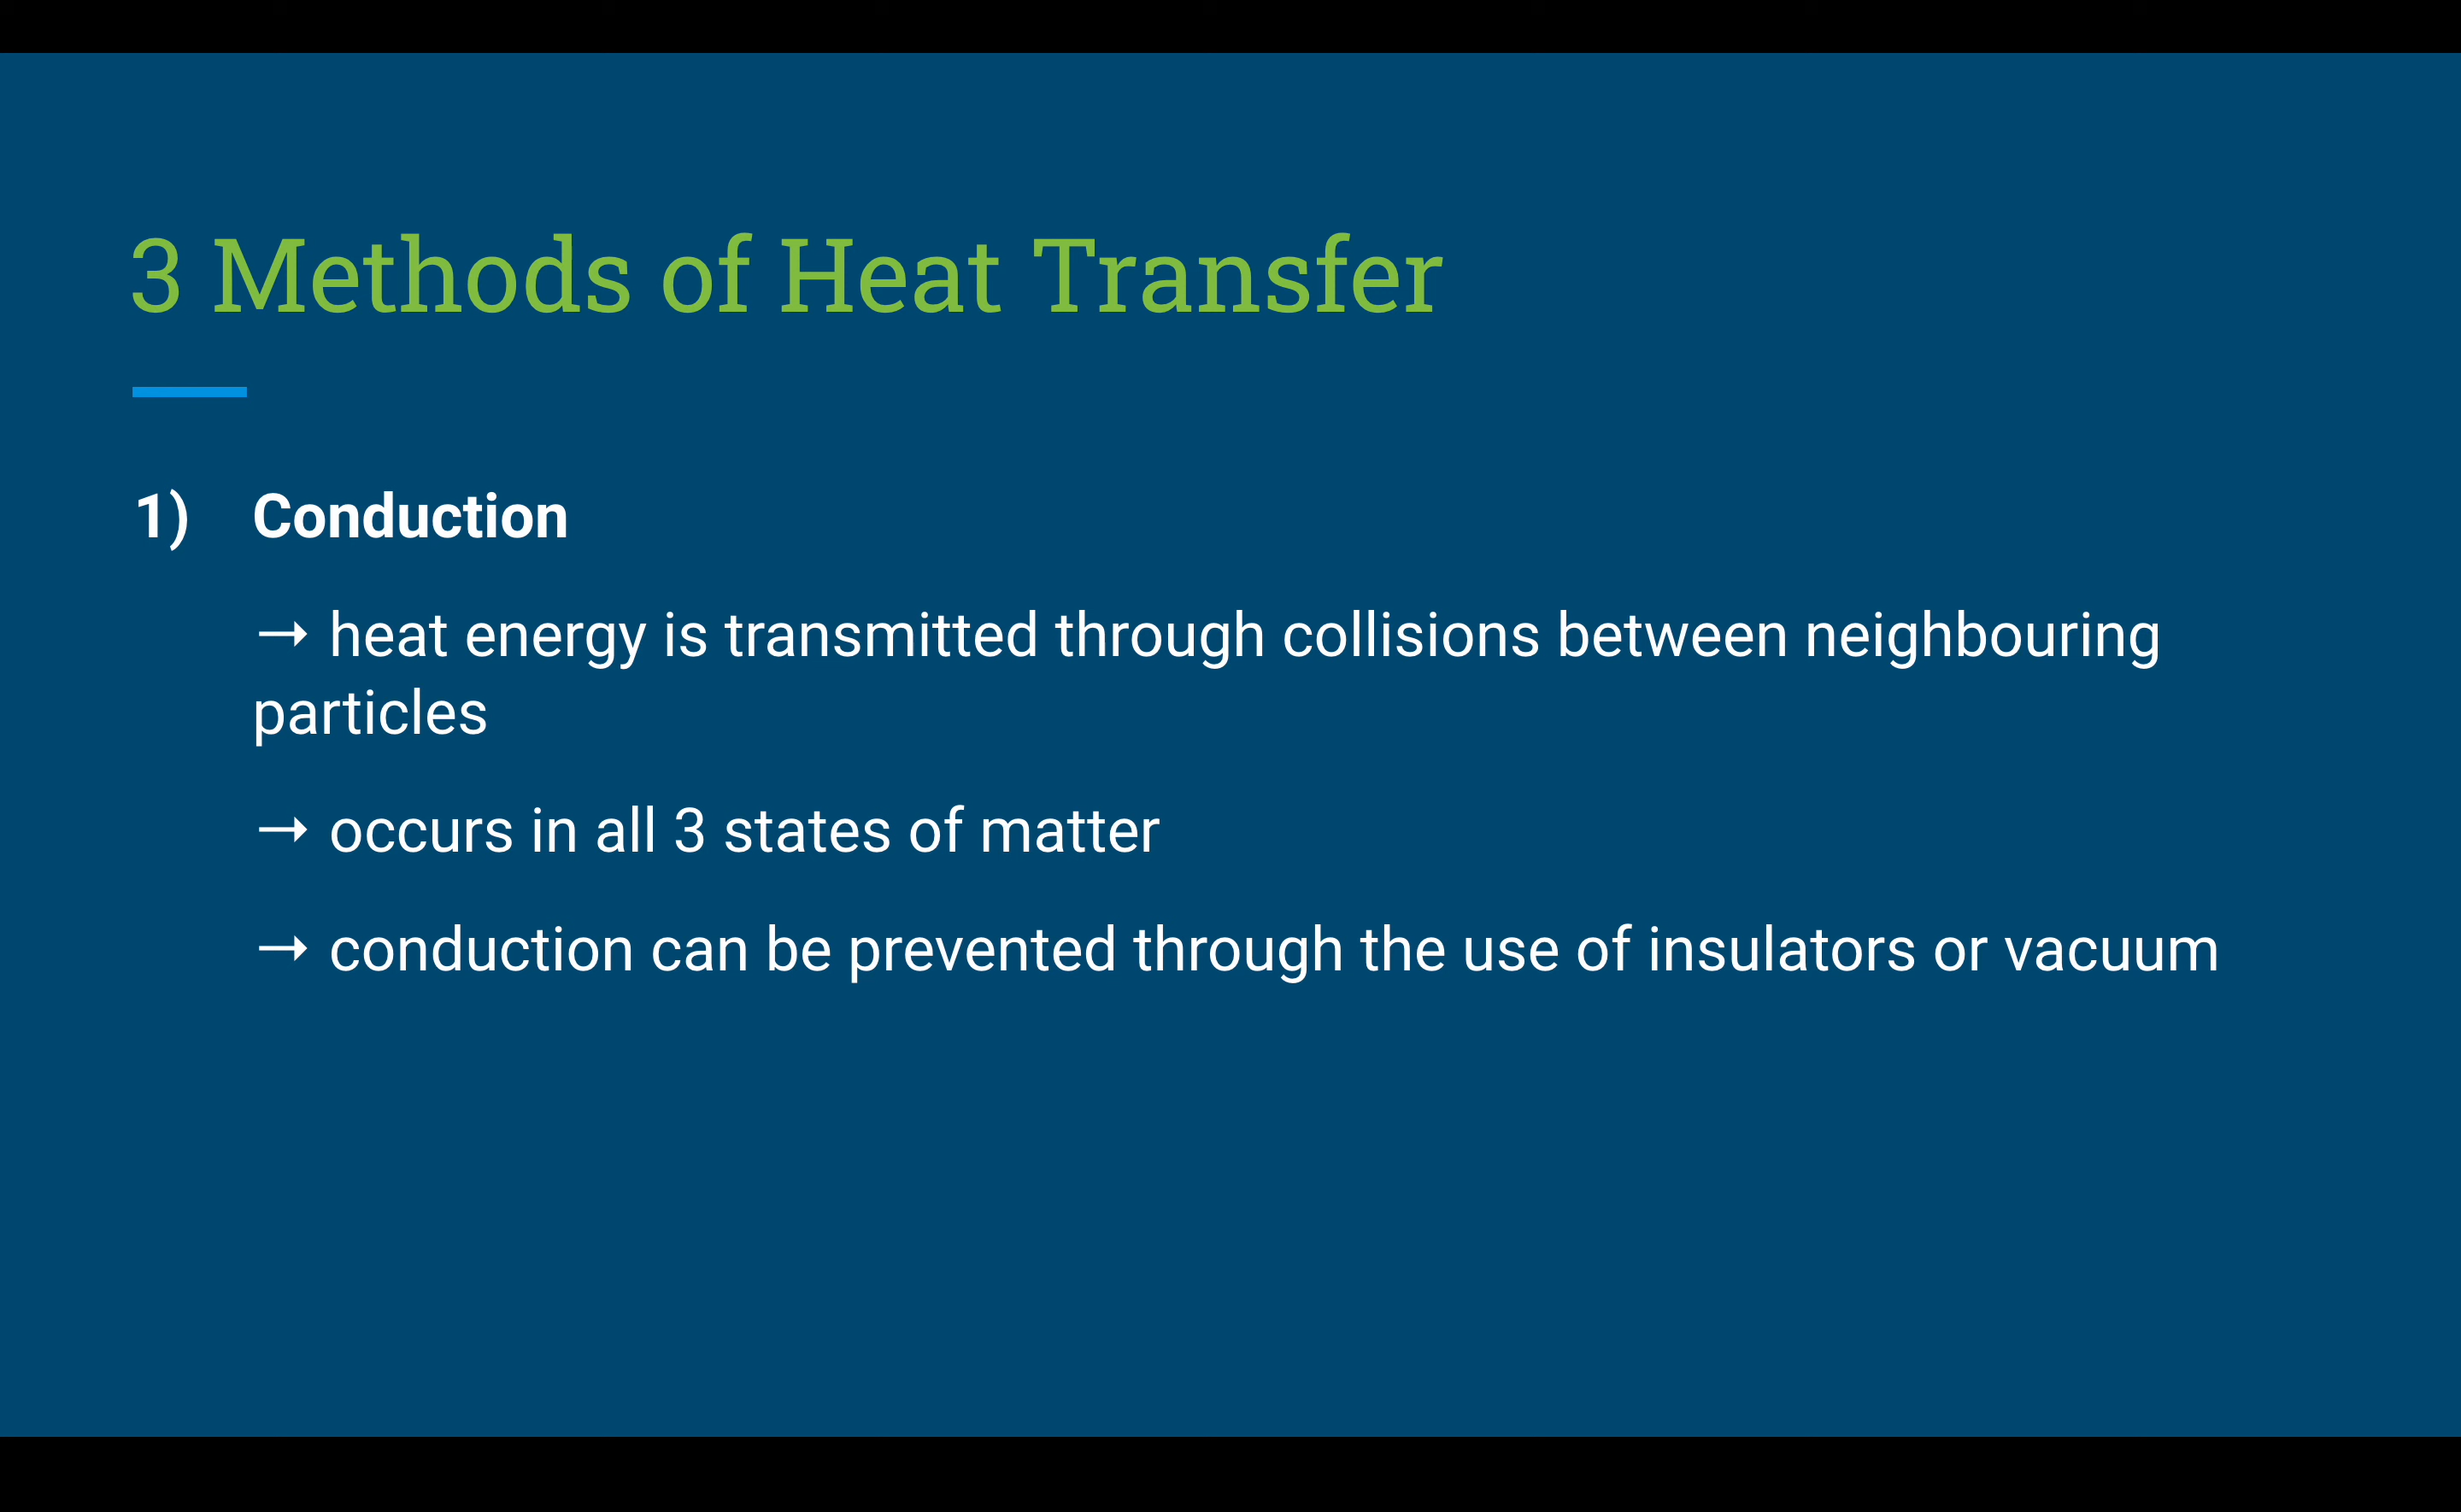 3 Methods of Heat Transfer
1) Conduction
→ heat energy is transmitted through collisions between neighbouring
particles
→ occurs in all 3 states of matter
→ conduction can be prevented through the use of insulators or vacuum